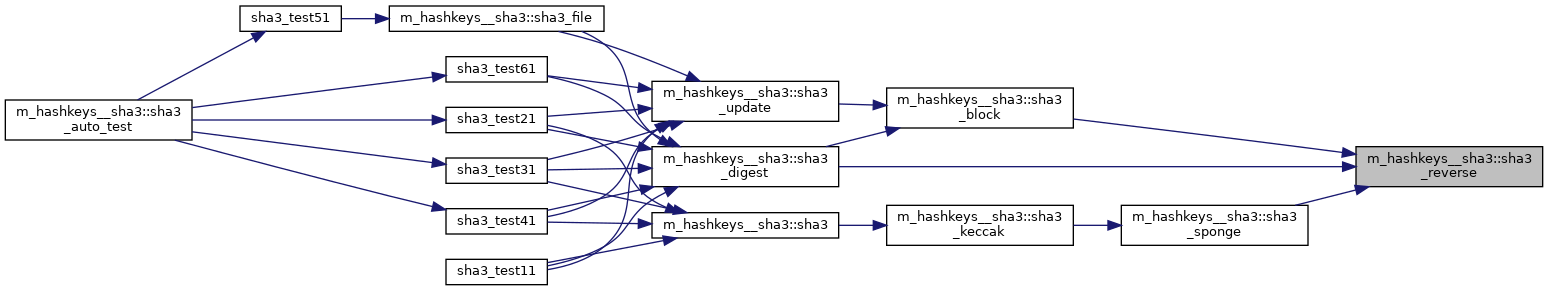 sha3_test51
m_hashkeys__sha3::sha3_file
sha3_test61
m_hashkeys__sha3::sha3
_update
m_hashkeys__sha3::sha3
_block
m_hashkeys__sha3::sha3
_auto_test
sha3_test21
sha3_test31
m_hashkeys__sha3::sha3
_digest
m_hashkeys__sha3::sha3
_reverse
sha3_test41
m_hashkeys__sha3::sha3
m_hashkeys__sha3::sha3
_keccak
m_hashkeys__sha3::sha3
_sponge
sha3_test11